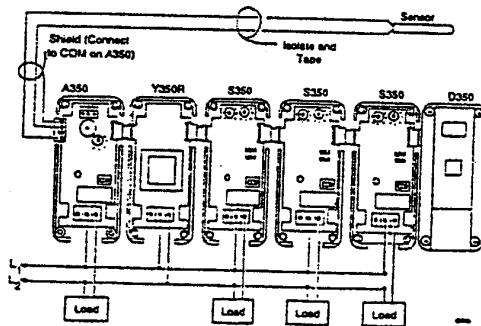 Sensor
Shield (Connect
to COM on A350)
Isolate and
Tape
A350
Y350R
S350
S350
S350
D350
L1
L2
Load
Load
Load
Load